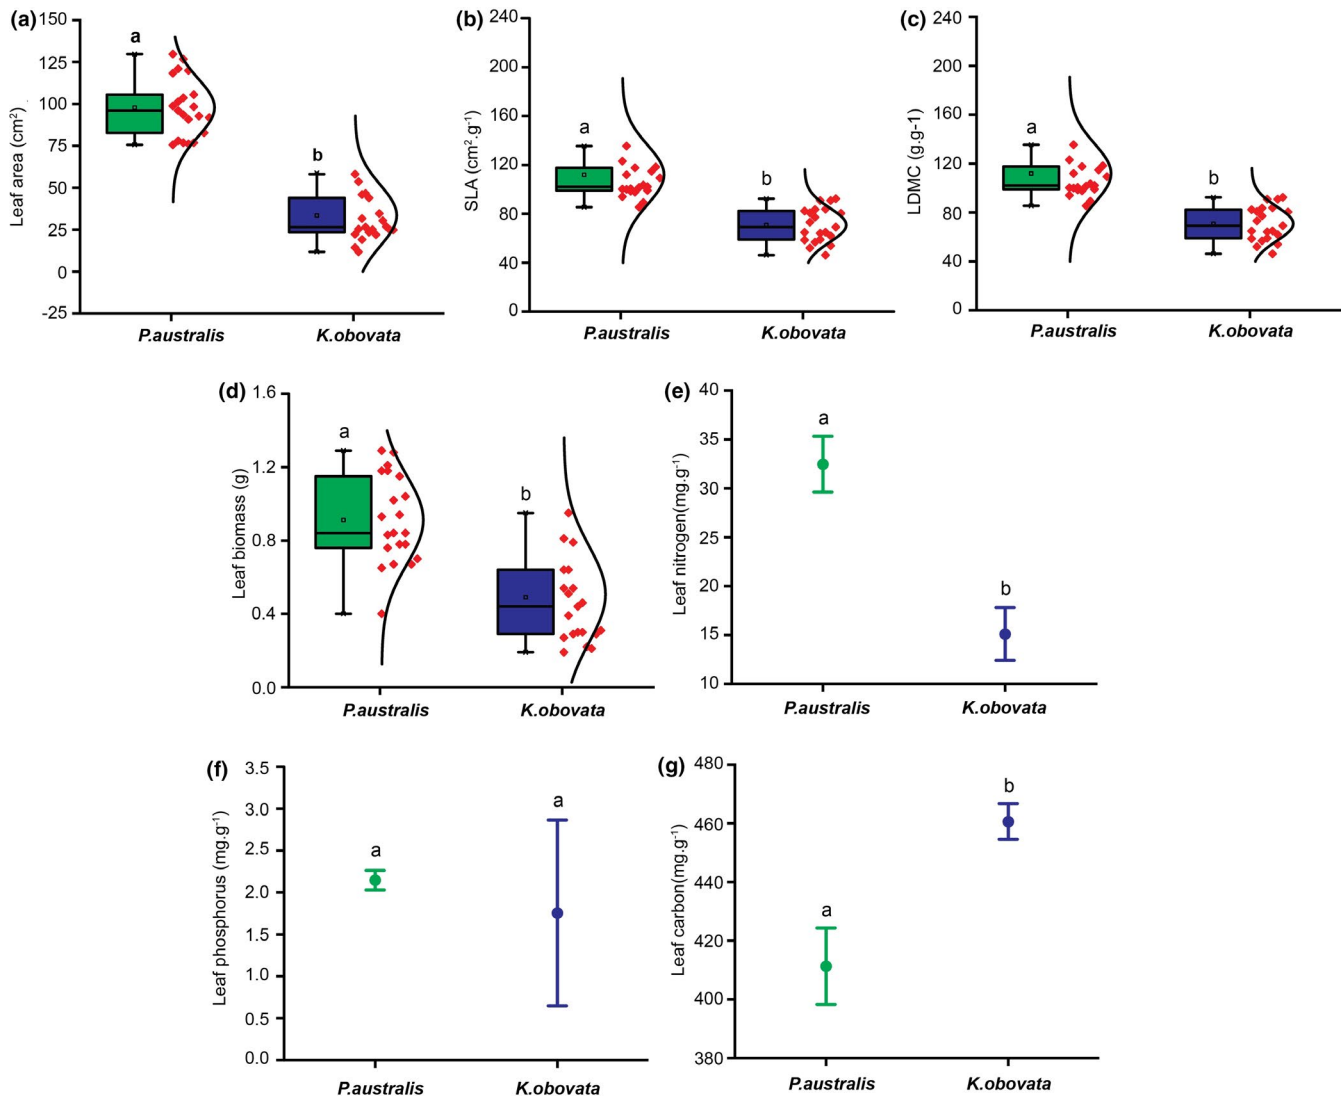 (a)
150
125
100
75
50
25
0
-25
Leaf area (cm²)
a
b
P.australis
K.obovata
(b)
240
200
160
120
80
40
0
SLA (cm².g⁻¹)
a
b
P.australis
K.obovata
(c)
240
200
160
120
80
40
0
LDMC (g.g-1)
a
b
P.australis
K.obovata
(d)
1.6
1.2
0.8
0.4
0.0
Leaf biomass (g)
a
b
P.australis
K.obovata
(e)
40
35
30
25
20
15
10
Leaf nitrogen(mg.g⁻¹)
a
b
P.australis
K.obovata
(f)
3.5
3.0
2.5
2.0
1.5
1.0
0.5
0.0
Leaf phosphorus (mg.g⁻¹)
a
a
P.australis
K.obovata
(g)
480
460
440
420
400
380
Leaf carbon(mg.g⁻¹)
a
b
P.australis
K.obovata